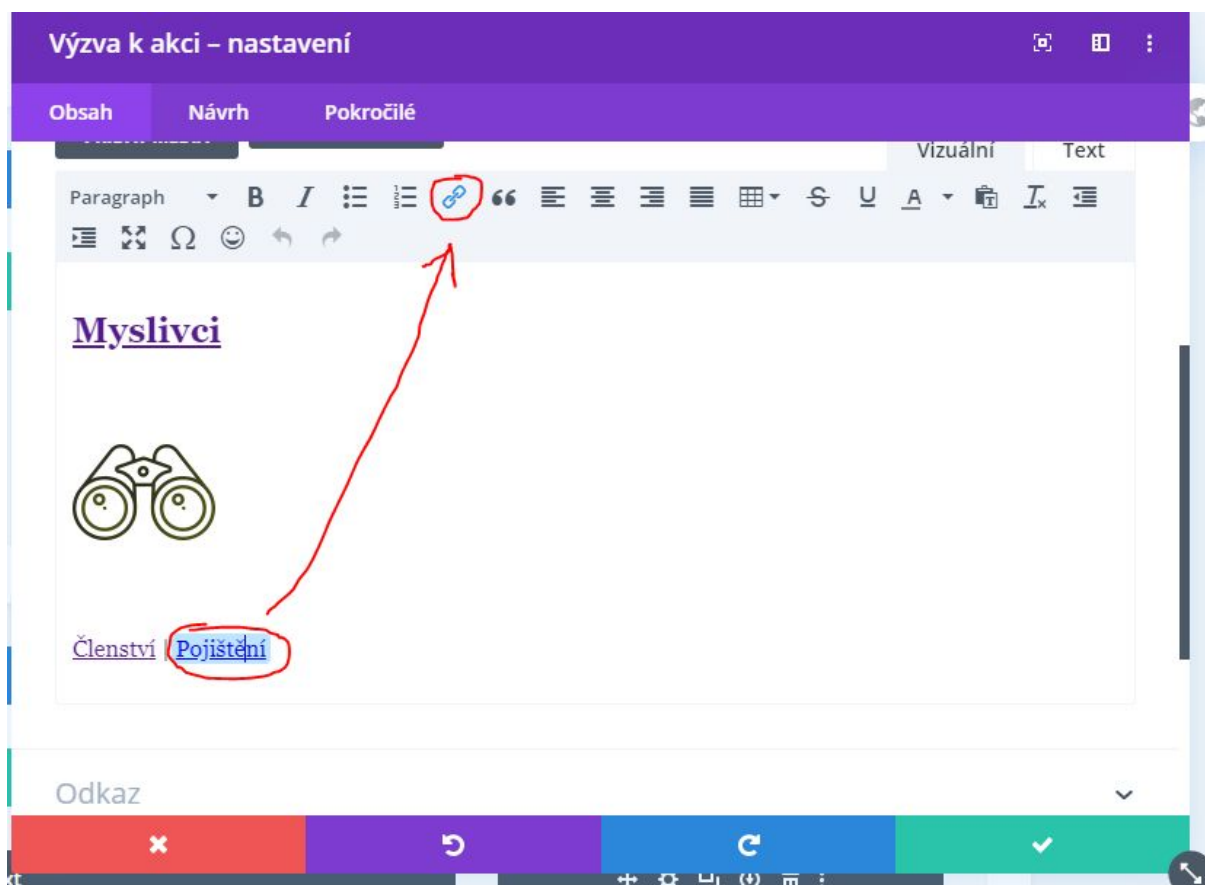 Výzva k akci – nastavení
Obsah Návrh Pokročilé
Vizuální Text
Paragraph
Myslivci
Členství | Pojištění
Odkaz